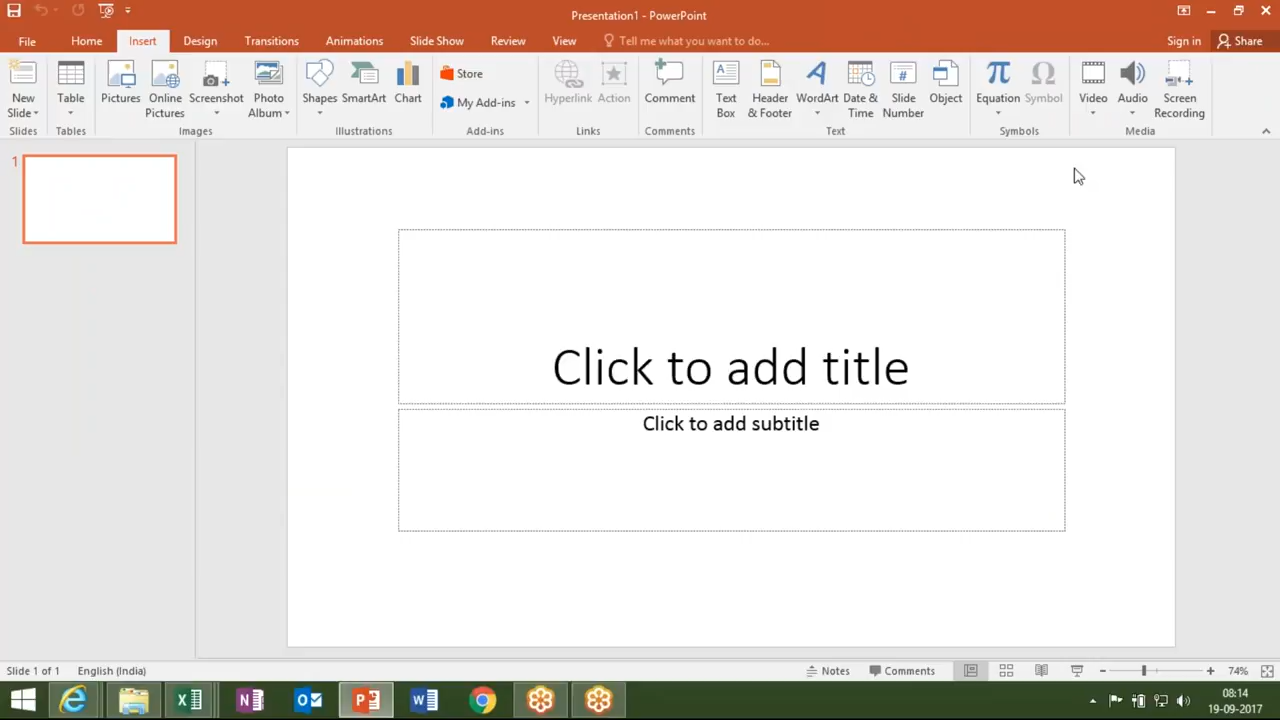 Presentation1 - PowerPoint
File Home Insert Design Transitions Animations Slide Show Review View Tell me what you want to do... Sign in Share
New Slide
Table
Pictures
Online Pictures
Screenshot
Photo Album
Shapes
SmartArt
Chart
Store
My Add-ins
Hyperlink
Action
Comment
Text Box
Header & Footer
WordArt
Date & Time
Slide Number
Object
Equation
Symbol
Video
Audio
Screen Recording
Slides Tables Images Illustrations Add-ins Links Comments Text Symbols Media
1
Click to add title
Click to add subtitle
Slide 1 of 1 English (India) Notes Comments 74%
08:14
19-09-2017